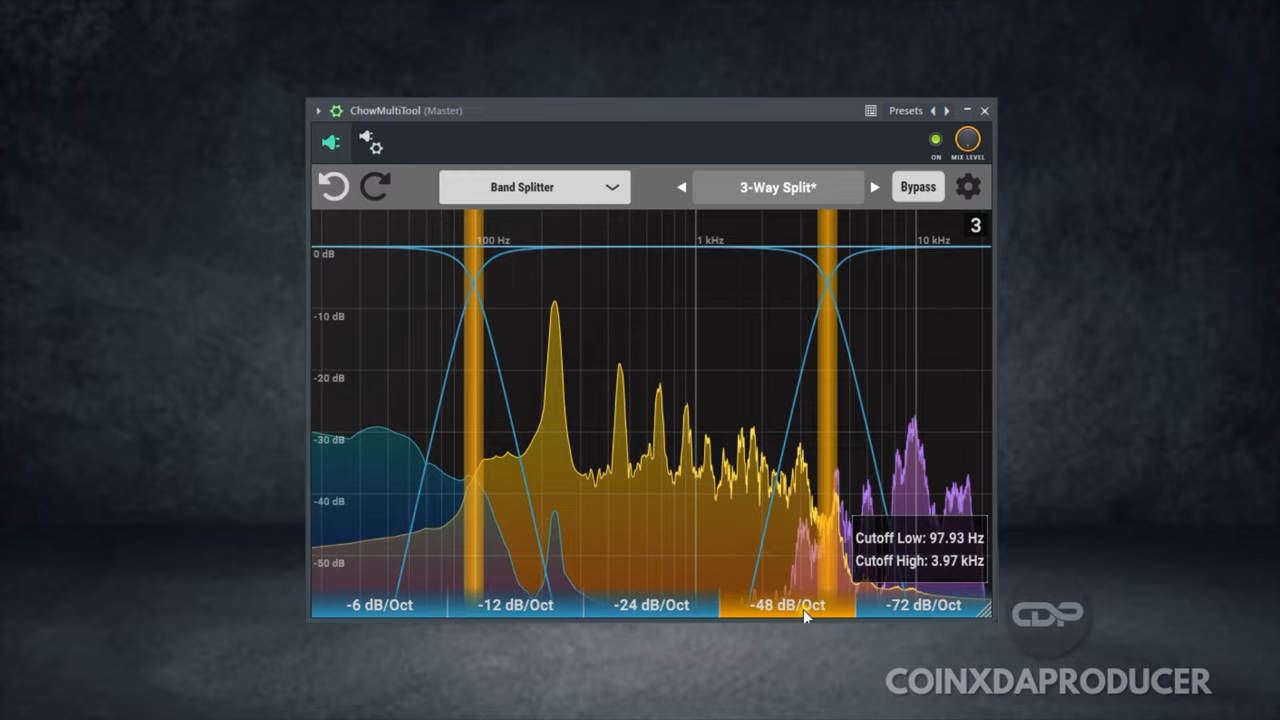 ChowMultiTool (Master)
Presets
ON
MIX LEVEL
Band Splitter
3-Way Split*
Bypass
3
100 Hz
1 kHz
10 kHz
0 dB
-10 dB
-20 dB
-30 dB
-40 dB
-50 dB
Cutoff Low: 97.93 Hz
Cutoff High: 3.97 kHz
-6 dB/Oct
-12 dB/Oct
-24 dB/Oct
-48 dB/Oct
-72 dB/Oct
CDP
COINXDAPRODUCER